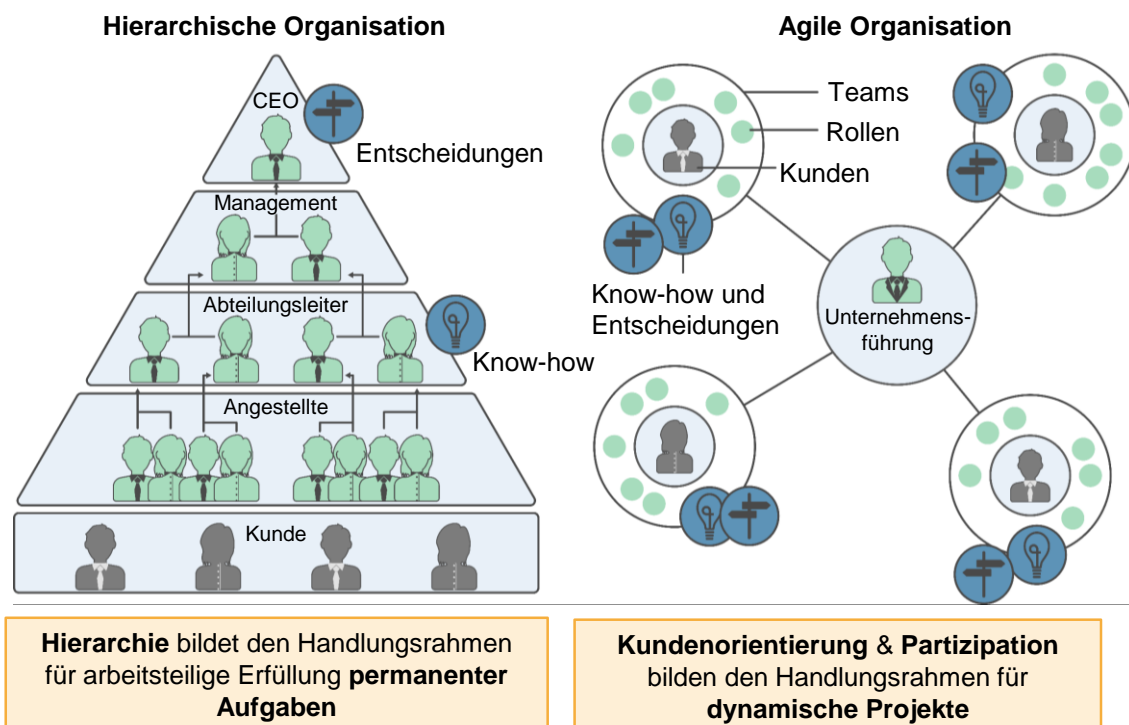 Hierarchische Organisation
CEO
Entscheidungen
Management
Abteilungsleiter
Know-how
Angestellte
Kunde
Hierarchie bildet den Handlungsrahmen
für arbeitsteilige Erfüllung permanenter
Aufgaben
Agile Organisation
Teams
Rollen
Kunden
Know-how und
Entscheidungen
Unternehmens-
führung
Kundenorientierung & Partizipation
bilden den Handlungsrahmen für
dynamische Projekte